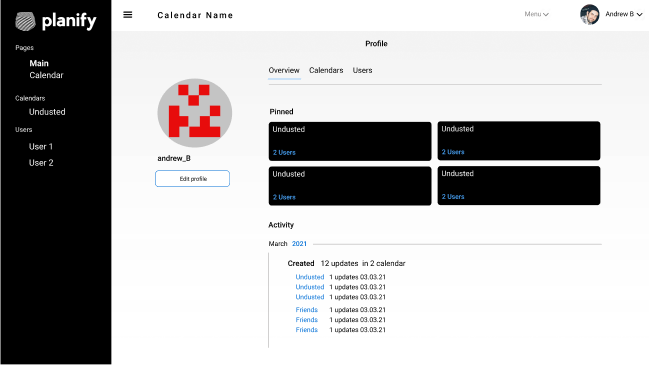 planify
Calendar Name
Menu
Andrew B
Pages
Main
Calendar
Calendars
Undusted
Users
User 1
User 2
Profile
andrew_B
Edit profile
Overview Calendars Users
Pinned
Undusted
2 Users
Undusted
2 Users
Undusted
2 Users
Undusted
2 Users
Activity
March 2021
Created 12 updates in 2 calendar
Undusted 1 updates 03.03.21
Undusted 1 updates 03.03.21
Undusted 1 updates 03.03.21
Friends 1 updates 03.03.21
Friends 1 updates 03.03.21
Friends 1 updates 03.03.21